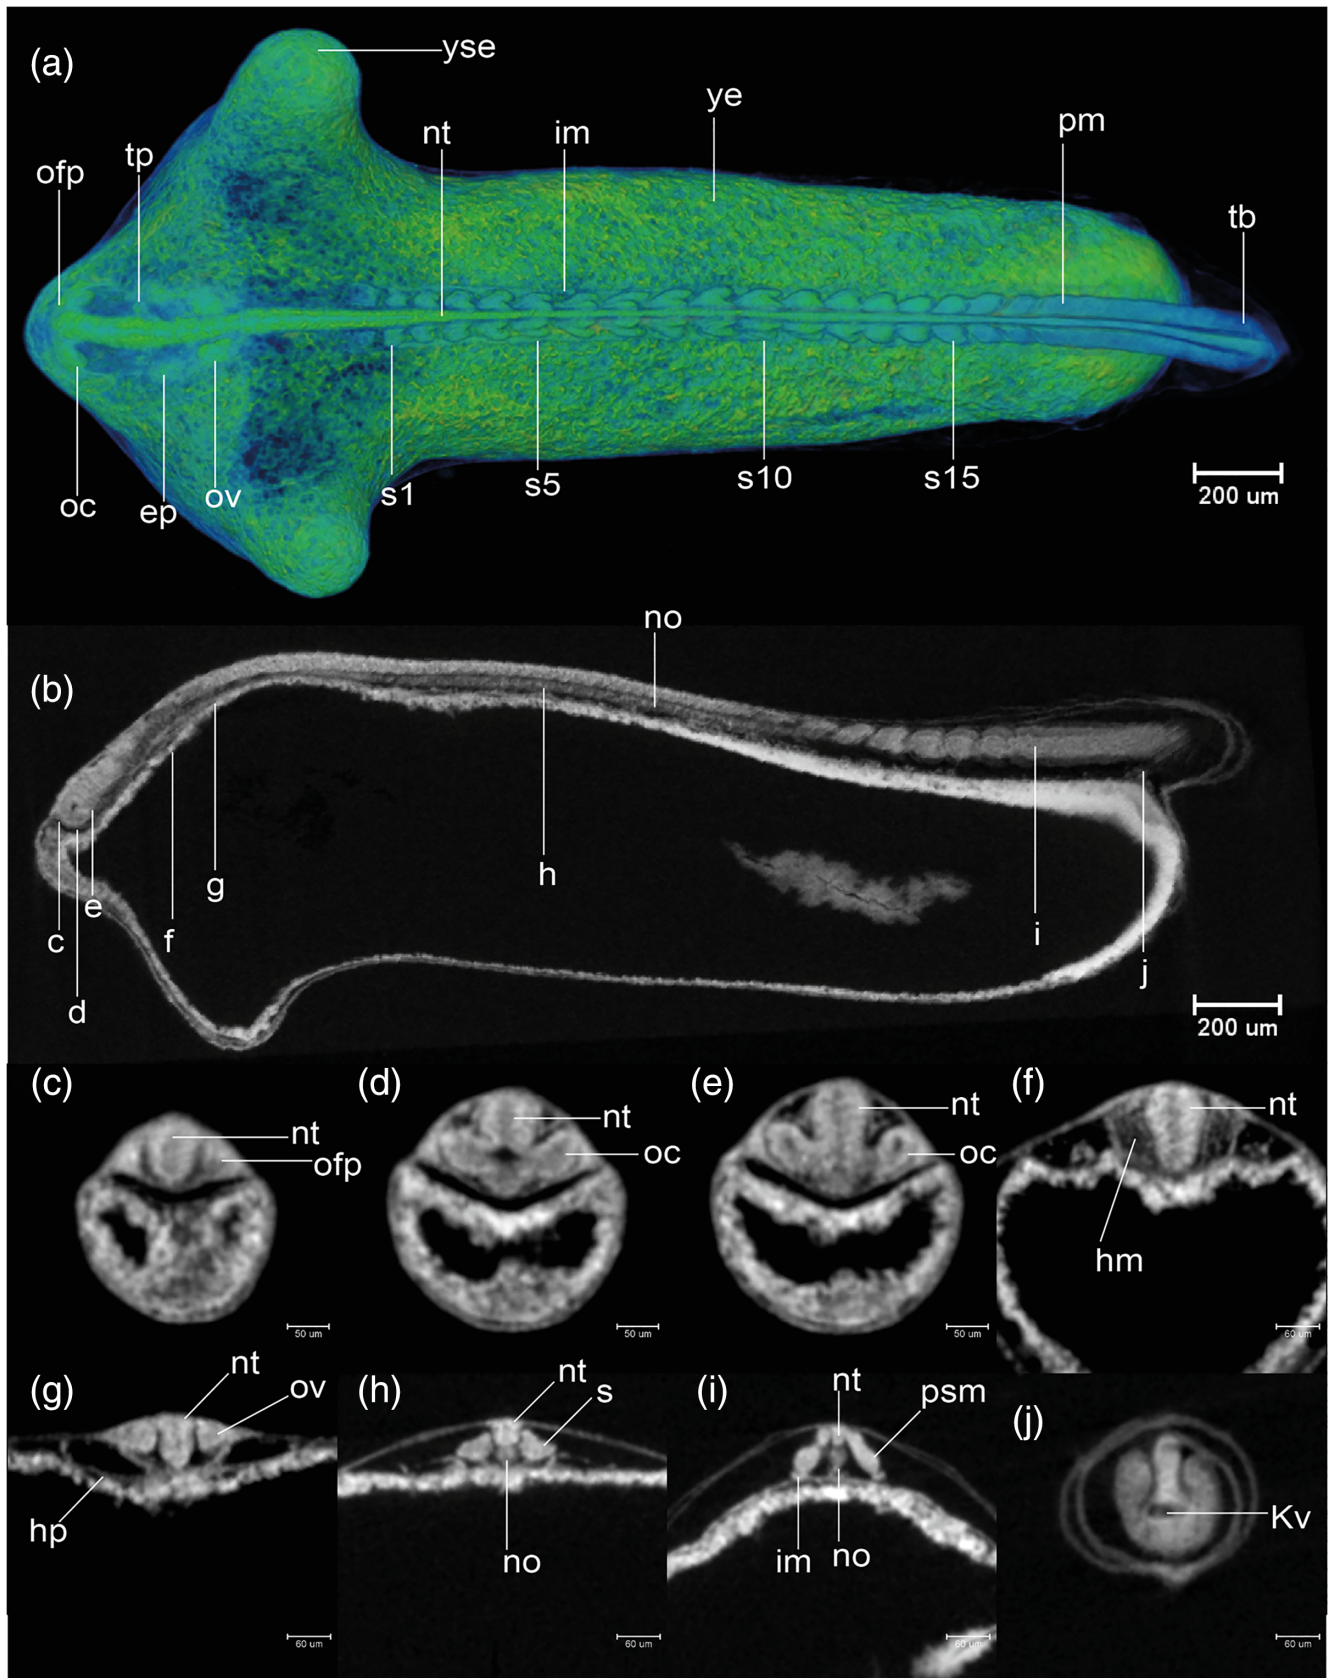 (a)
yse
ye
nt
im
pm
tp
ofp
tb
oc
ep
ov
s1
s5
s10
s15
200 um
no
(b)
g
h
e
c
f
i
j
d
200 um
(c)
(d)
(e)
(f)
nt
ofp
nt
oc
nt
oc
nt
hm
50 um
50 um
50 um
60 um
(g)
nt
ov
hp
(h)
nt
s
no
(i)
nt
psm
im
no
(j)
Kv
60 um
60 um
60 um
60 um